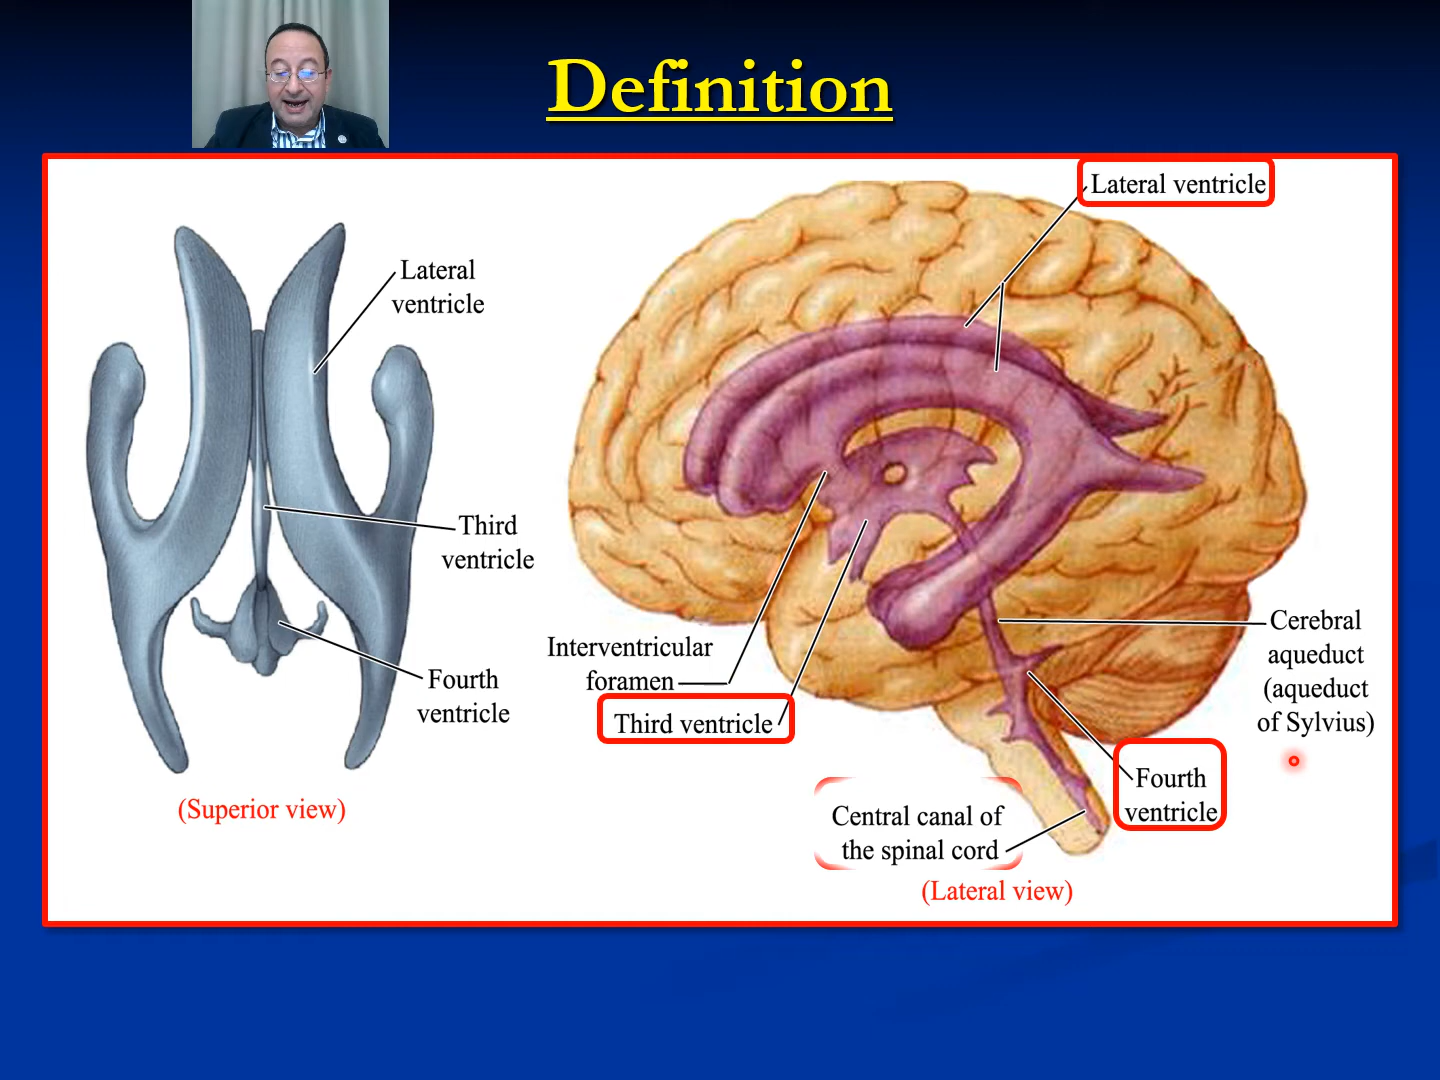 Definition
Lateral
ventricle
Third
ventricle
Fourth
ventricle
(Superior view)
Lateral ventricle
Interventricular
foramen
Third ventricle
Cerebral
aqueduct
(aqueduct
of Sylvius)
Fourth
ventricle
Central canal of
the spinal cord
(Lateral view)